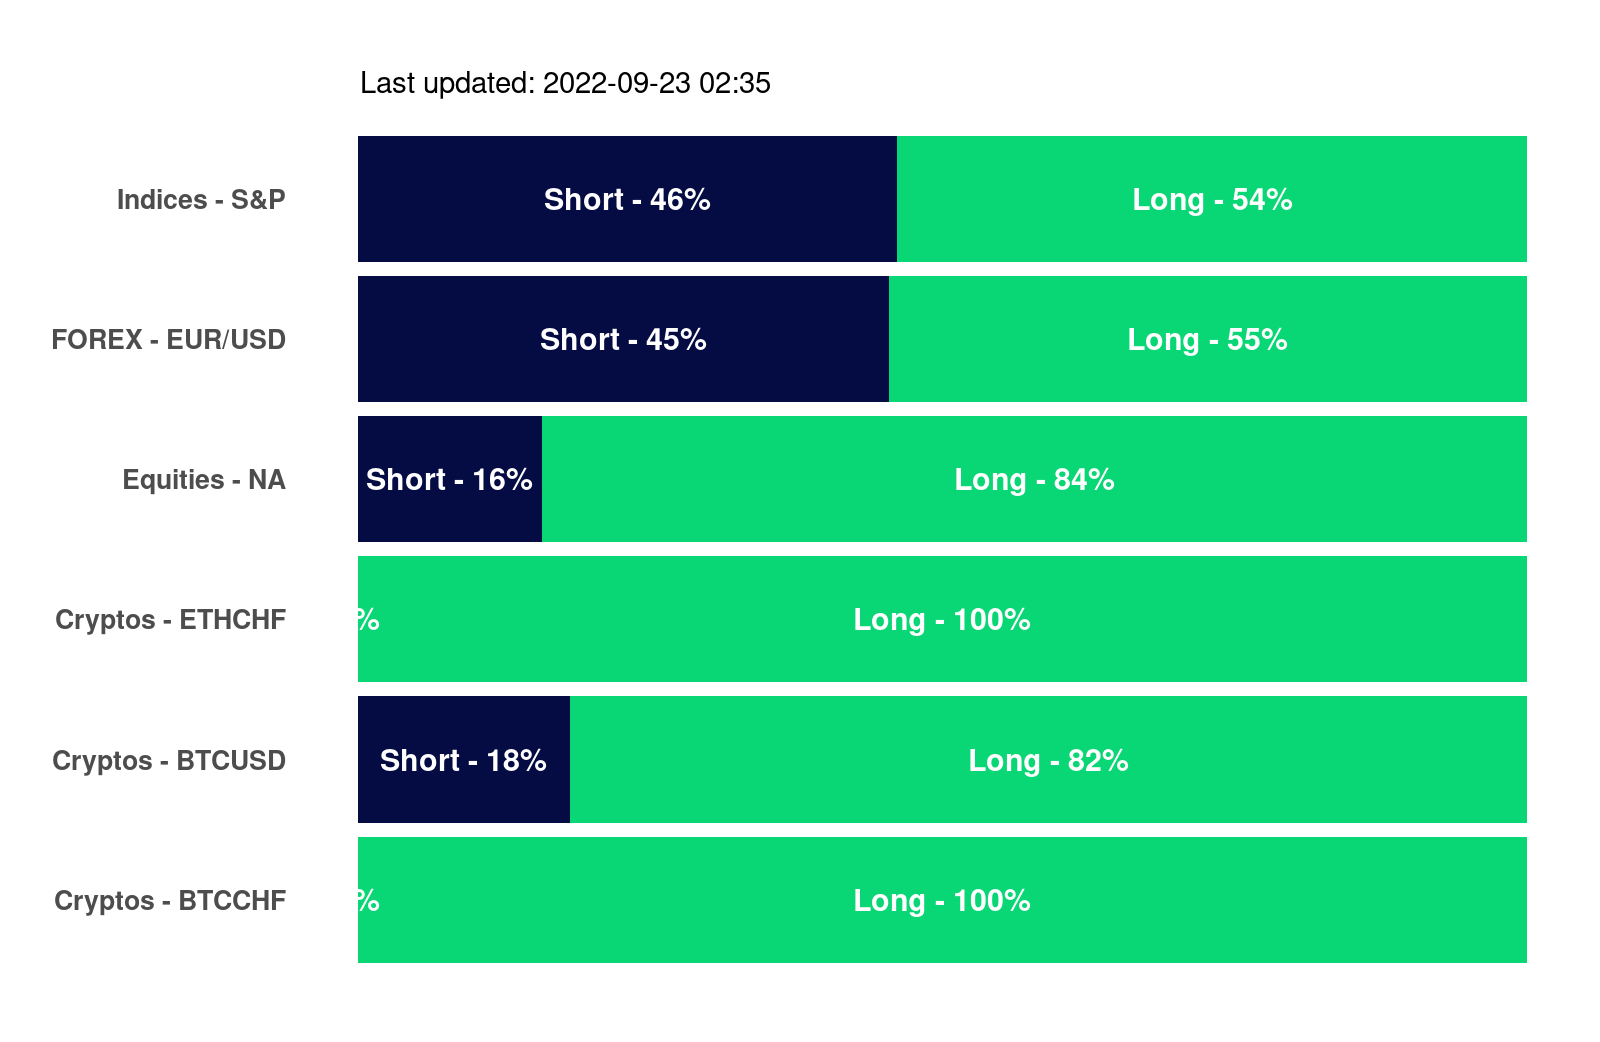 Last updated: 2022-09-23 02:35
Indices - S&P Short - 46% Long - 54%
FOREX - EUR/USD Short - 45% Long - 55%
Equities - NA Short - 16% Long - 84%
Cryptos - ETHCHF % Long - 100%
Cryptos - BTCUSD Short - 18% Long - 82%
Cryptos - BTCCHF % Long - 100%